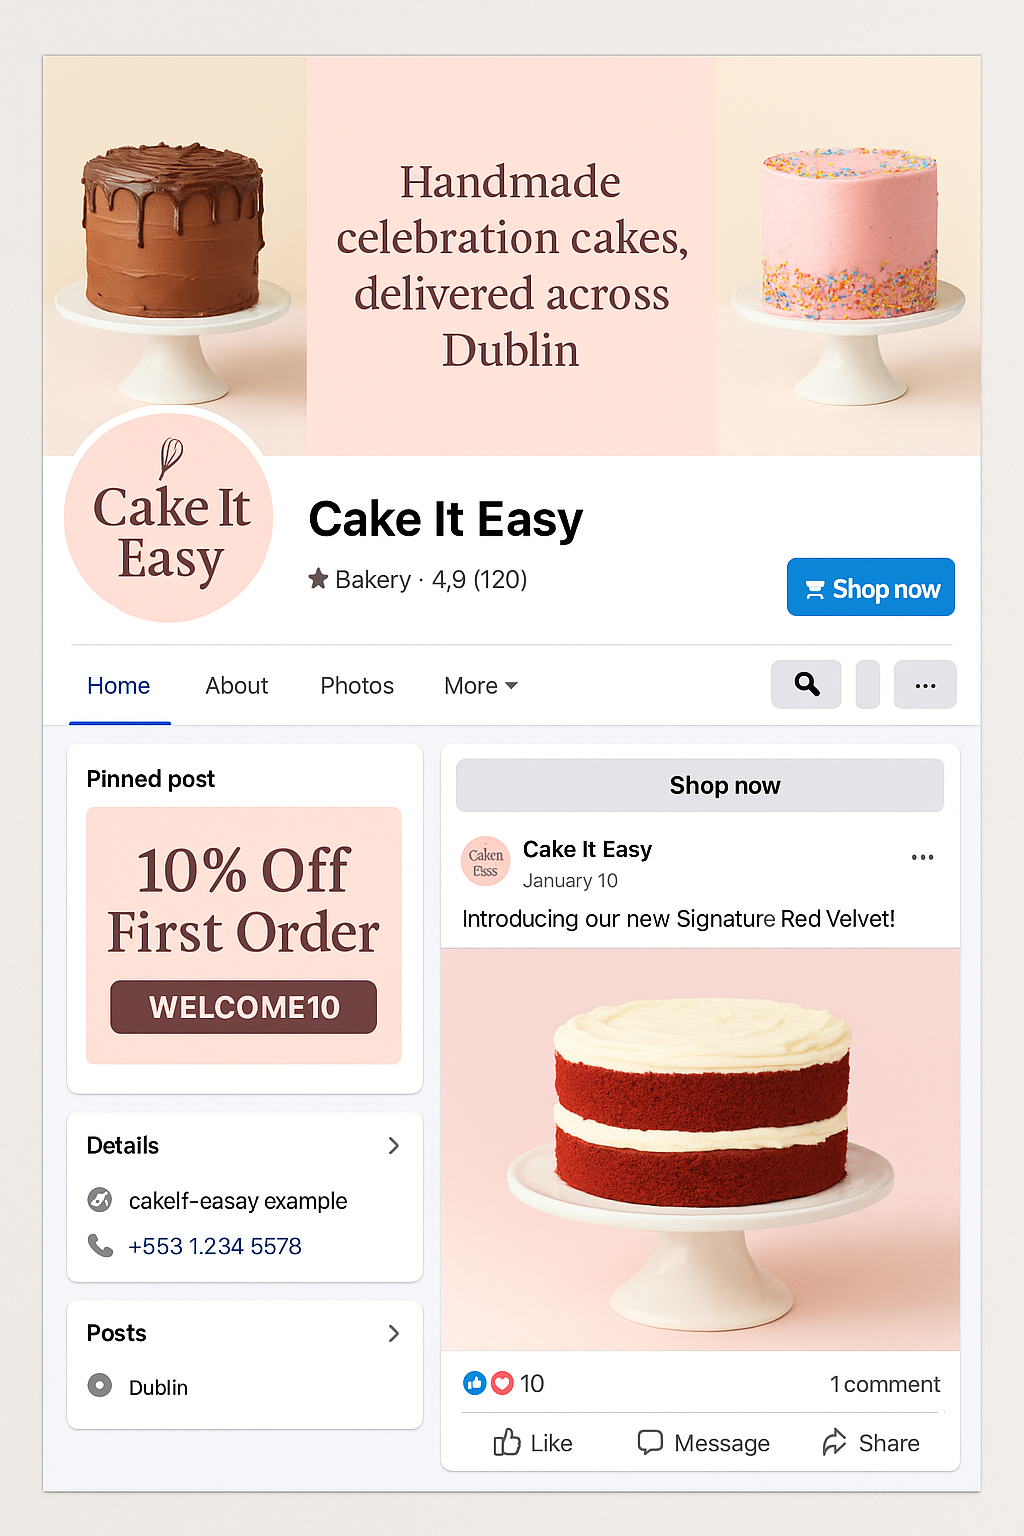 Handmade
celebration cakes,
delivered across
Dublin
Cake It
Easy
Cake It Easy
Bakery · 4,9 (120)
Shop now
Home
About
Photos
More
Pinned post
10% Off
First Order
WELCOME10
Details
cakelf-easay example
+553 1.234 5578
Posts
Dublin
Shop now
Caken
Esss
Cake It Easy
January 10
Introducing our new Signature Red Velvet!
10
1 comment
Like
Message
Share